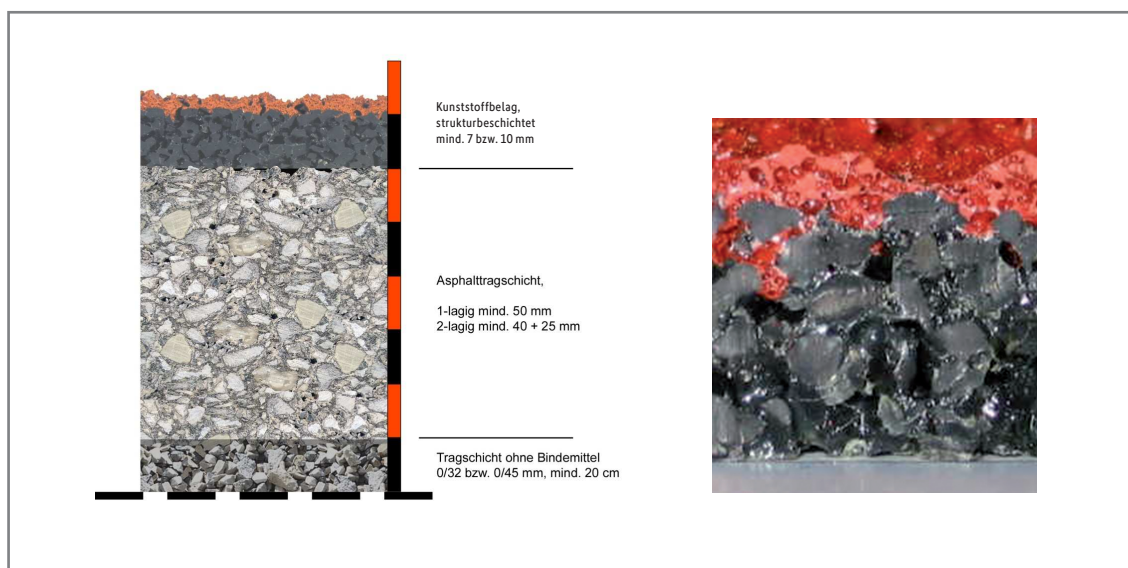 Kunststoffbelag,
strukturbeschichtet
mind. 7 bzw. 10 mm
Asphalttragschicht,
1-lagig mind. 50 mm
2-lagig mind. 40 + 25 mm
Tragschicht ohne Bindemittel
0/32 bzw. 0/45 mm, mind. 20 cm